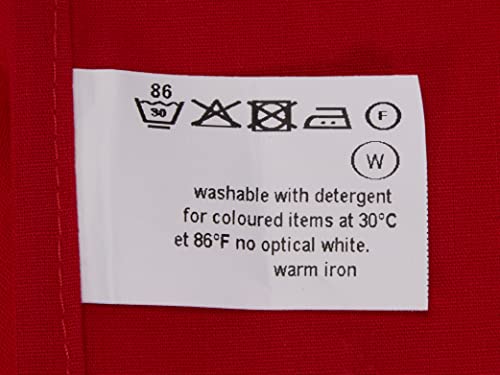 86
30
F
W
washable with detergent
for coloured items at 30°C
et 86°F no optical white.
warm iron